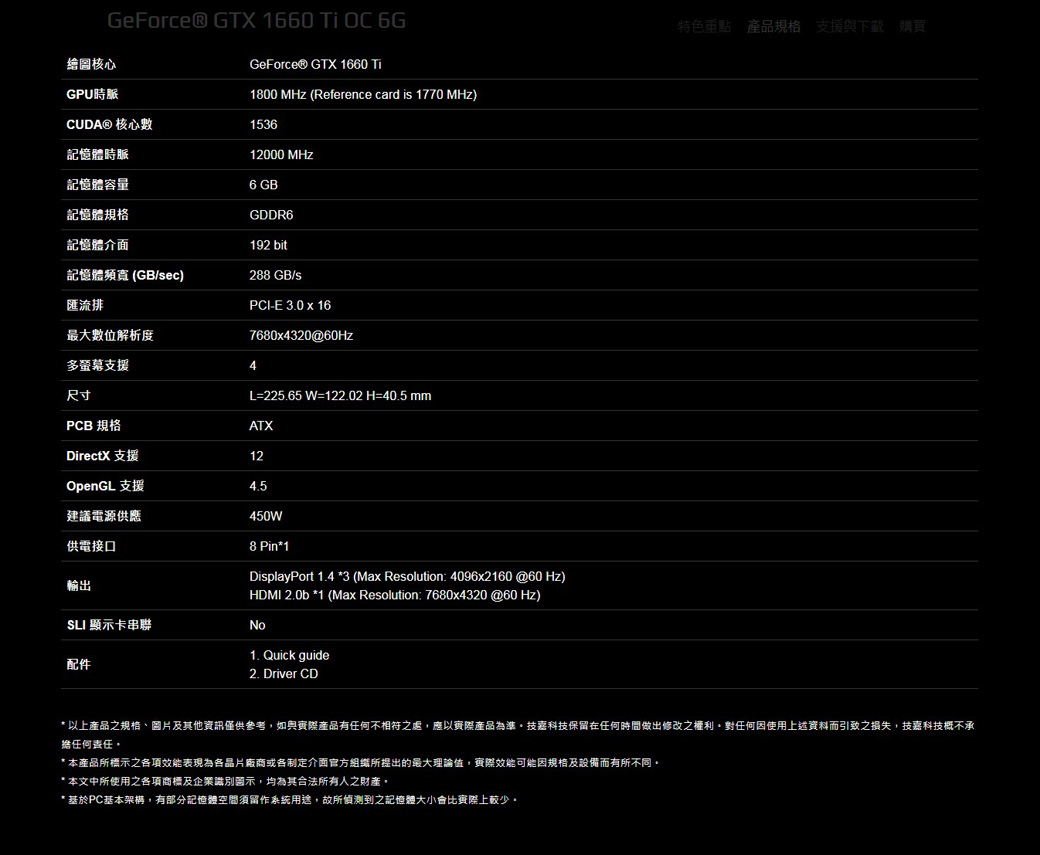 GeForce® GTX 1660 Ti OC 6G
特色重點 產品規格 支援與下載 購買
繪圖核心 GeForce® GTX 1660 Ti
GPU時脈 1800 MHz (Reference card is 1770 MHz)
CUDA® 核心數 1536
記憶體時脈 12000 MHz
記憶體容量 6 GB
記憶體規格 GDDR6
記憶體介面 192 bit
記憶體頻寬 (GB/sec) 288 GB/s
匯流排 PCI-E 3.0 x 16
最大數位解析度 7680x4320@60Hz
多螢幕支援 4
尺寸 L=225.65 W=122.02 H=40.5 mm
PCB 規格 ATX
DirectX 支援 12
OpenGL 支援 4.5
建議電源供應 450W
供電接口 8 Pin*1
輸出 DisplayPort 1.4 *3 (Max Resolution: 4096x2160 @60 Hz)
HDMI 2.0b *1 (Max Resolution: 7680x4320 @60 Hz)
SLI 顯示卡串聯 No
配件 1. Quick guide
2. Driver CD
* 以上產品之規格、圖片及其他資訊僅供參考，如與實際產品有任何不相符之處，應以實際產品為準。技嘉科技保留在任何時間做出修改之權利。對任何因使用上述資料而引致之損失，技嘉科技概不承
擔任何責任。
* 本產品所標示之各項效能表現為各晶片廠商或各制定介面官方組織所提出的最大理論值，實際效能可能因規格及設備而有所不同。
* 本文中所使用之各項商標及企業識別圖示，均為其合法所有人之財產。
* 基於PC基本架構，有部分記憶體空間須留作系統用途，故所偵測到之記憶體大小會比實際上較少。